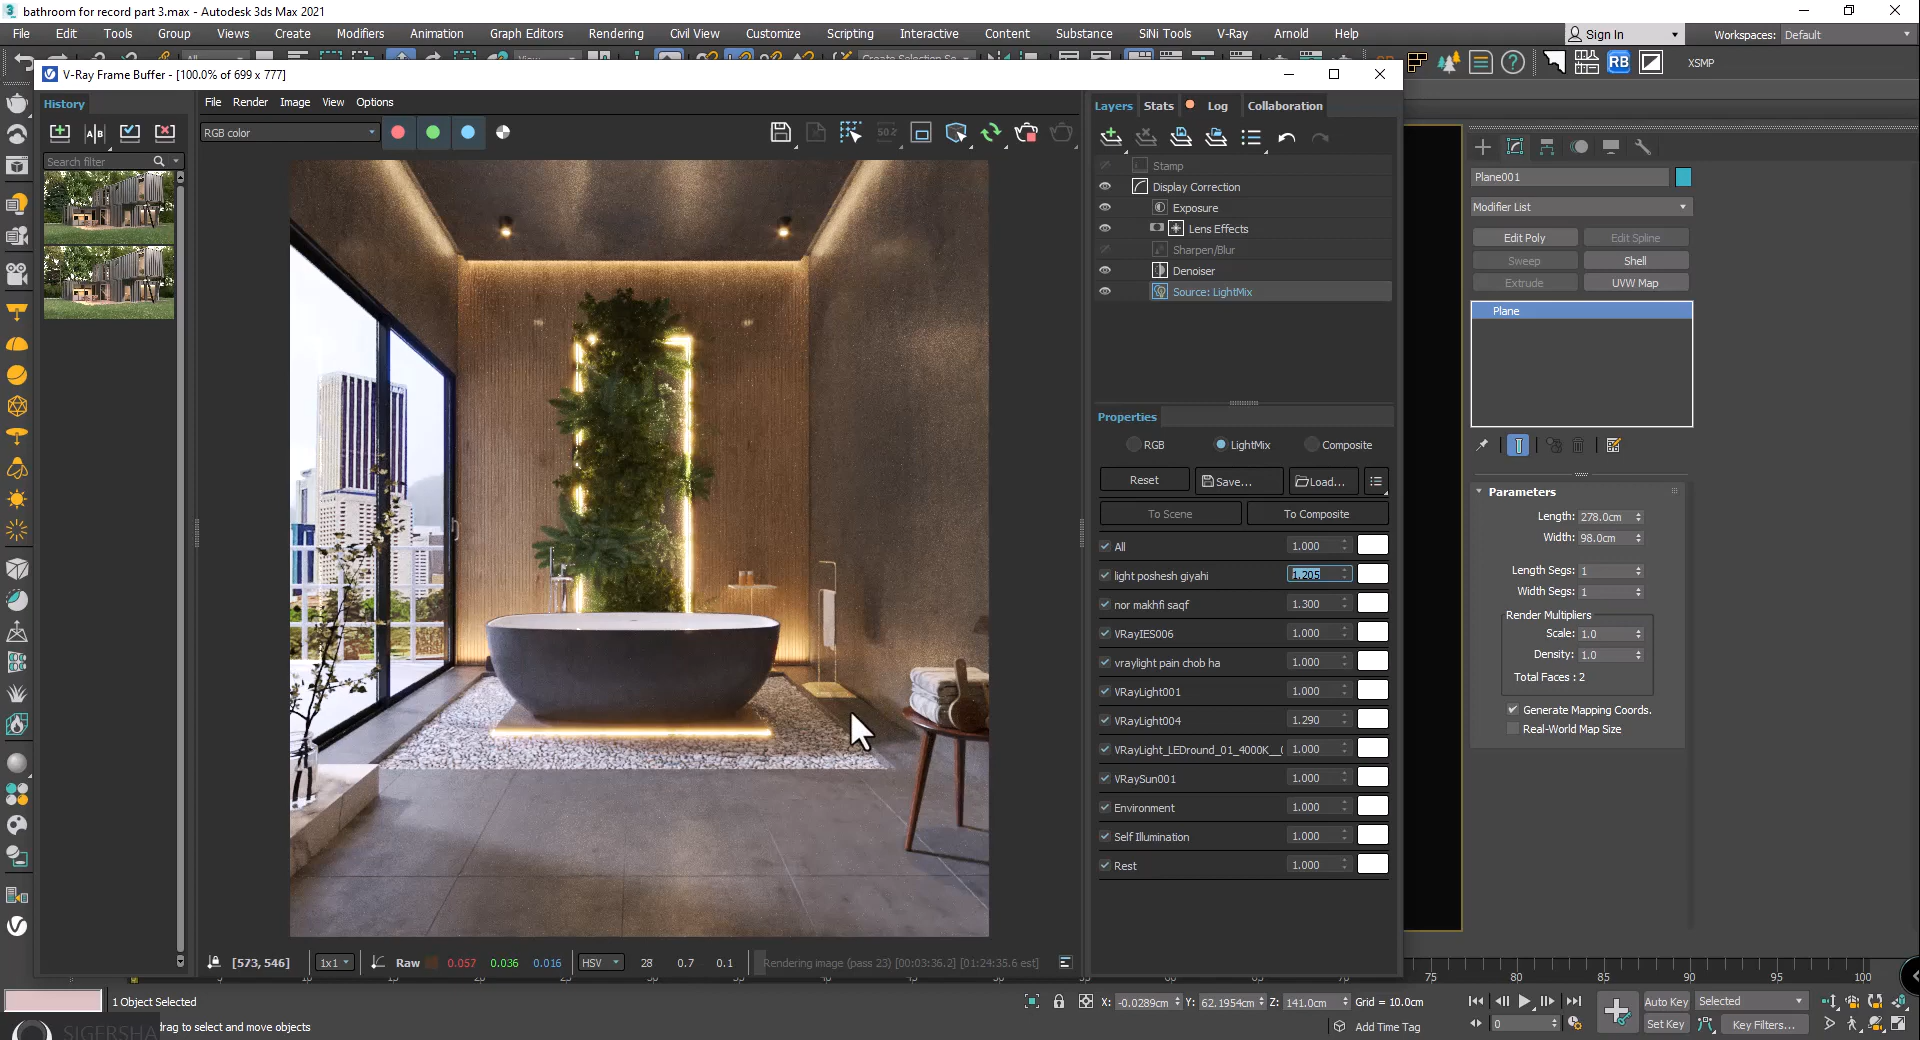 bathroom for record part 3.max - Autodesk 3ds Max 2021
File Edit Tools Group Views Create Modifiers Animation Graph Editors Rendering Civil View Customize Scripting Interactive Content Substance SiNi Tools V-Ray Arnold Help
Sign In
Workspaces: Default
V-Ray Frame Buffer - [100.0% of 699 x 777]
RB
XSMP
History
File Render Image View Options
Layers Stats Log Collaboration
RGB color
A|B
50%
Search filter
Stamp
Display Correction
Exposure
Lens Effects
Sharpen/Blur
Denoiser
Source: LightMix
Properties
RGB LightMix Composite
Reset Save... Load...
To Scene To Composite
All 1.000
light poshesh giyahi 1.205
nor makhfi saqf 1.300
VRayIES006 1.000
vraylight pain chob ha 1.000
VRayLight001 1.000
VRayLight004 1.290
VRayLight_LEDround_01_4000K__( 1.000
VRaySun001 1.000
Environment 1.000
Self Illumination 1.000
Rest 1.000
Plane001
Modifier List
Edit Poly Edit Spline
Sweep Shell
Extrude UVW Map
Plane
Parameters
Length: 278.0cm
Width: 98.0cm
Length Segs: 1
Width Segs: 1
Render Multipliers
Scale: 1.0
Density: 1.0
Total Faces : 2
Generate Mapping Coords.
Real-World Map Size
[573, 546] 1x1 Raw 0.057 0.036 0.016 HSV 28 0.7 0.1 Rendering image (pass 23) [00:03:36.2] [01:24:35.6 est]
75 80 85 90 95 100
1 Object Selected
X: -0.0289cm Y: 62.1954cm Z: 141.0cm Grid = 10.0cm
Auto Key Selected
SIGERSHA
drag to select and move objects
Add Time Tag
0
Set Key Key Filters...